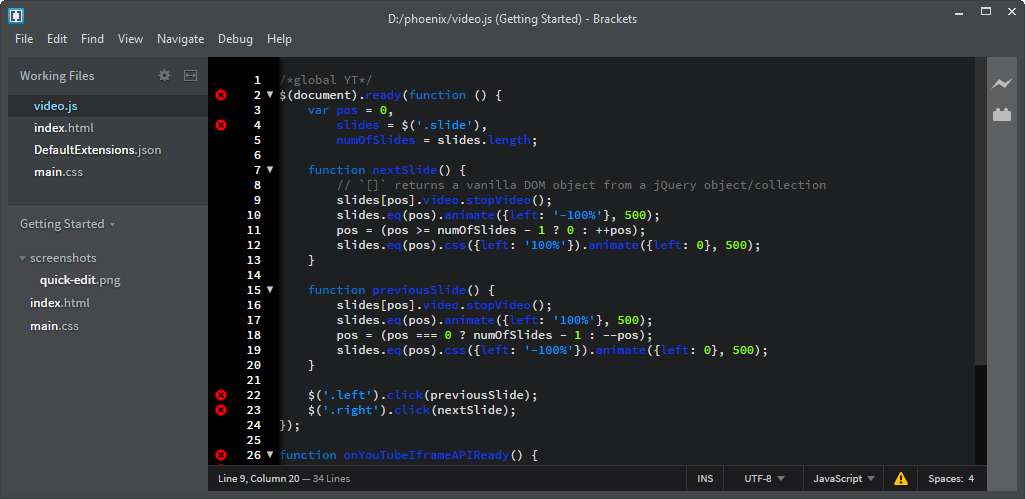 D:/phoenix/video.js (Getting Started) - Brackets
File Edit Find View Navigate Debug Help
Working Files
video.js
index.html
DefaultExtensions.json
main.css
Getting Started
screenshots
quick-edit.png
index.html
main.css
1 /*global YT*/
2 $(document).ready(function () {
3 var pos = 0,
4 slides = $('.slide'),
5 numOfSlides = slides.length;
6
7 function nextSlide() {
8 // `[]` returns a vanilla DOM object from a jQuery object/collection
9 slides[pos].video.stopVideo();
10 slides.eq(pos).animate({left: '-100%'}, 500);
11 pos = (pos >= numOfSlides - 1 ? 0 : ++pos);
12 slides.eq(pos).css({left: '100%'}).animate({left: 0}, 500);
13 }
14
15 function previousSlide() {
16 slides[pos].video.stopVideo();
17 slides.eq(pos).animate({left: '100%'}, 500);
18 pos = (pos === 0 ? numOfSlides - 1 : --pos);
19 slides.eq(pos).css({left: '-100%'}).animate({left: 0}, 500);
20 }
21
22 $('.left').click(previousSlide);
23 $('.right').click(nextSlide);
24 });
25
26 function onYouTubeIframeAPIReady() {
Line 9, Column 20 — 34 Lines
INS UTF-8 JavaScript Spaces: 4